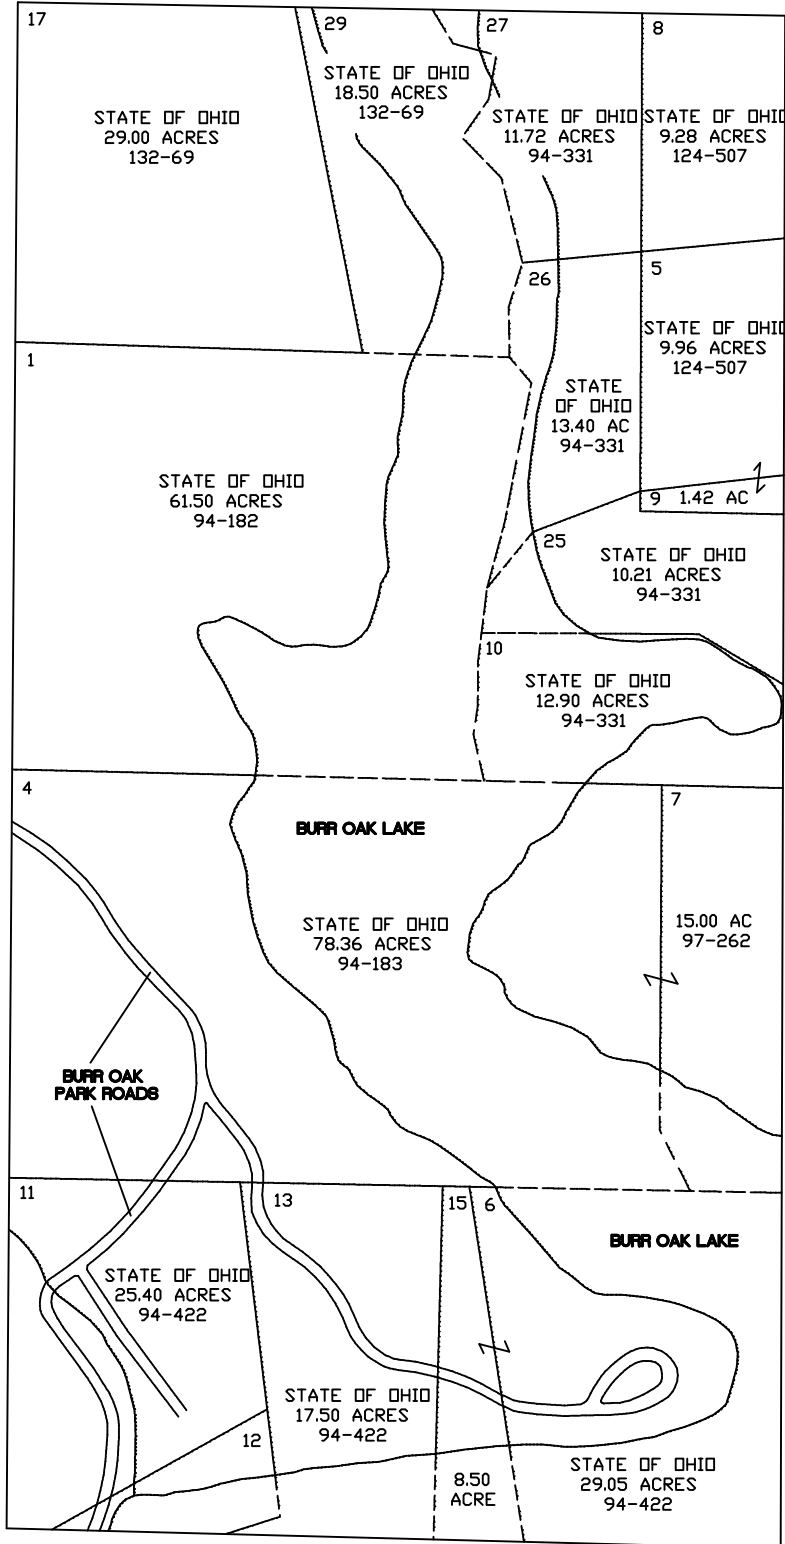 17
29
27
8
STATE OF OHIO
29.00 ACRES
132-69
STATE OF OHIO
18.50 ACRES
132-69
STATE OF OHIO
11.72 ACRES
94-331
STATE OF OHIO
9.28 ACRES
124-507
26
5
STATE OF OHIO
9.96 ACRES
124-507
1
STATE
OF OHIO
13.40 AC
94-331
STATE OF OHIO
61.50 ACRES
94-182
9 1.42 AC
25
STATE OF OHIO
10.21 ACRES
94-331
10
STATE OF OHIO
12.90 ACRES
94-331
4
7
BURR OAK LAKE
STATE OF OHIO
78.36 ACRES
94-183
15.00 AC
97-262
BURR OAK
PARK ROADS
11
13
15
6
BURR OAK LAKE
STATE OF OHIO
25.40 ACRES
94-422
STATE OF OHIO
17.50 ACRES
94-422
12
8.50
ACRE
STATE OF OHIO
29.05 ACRES
94-422